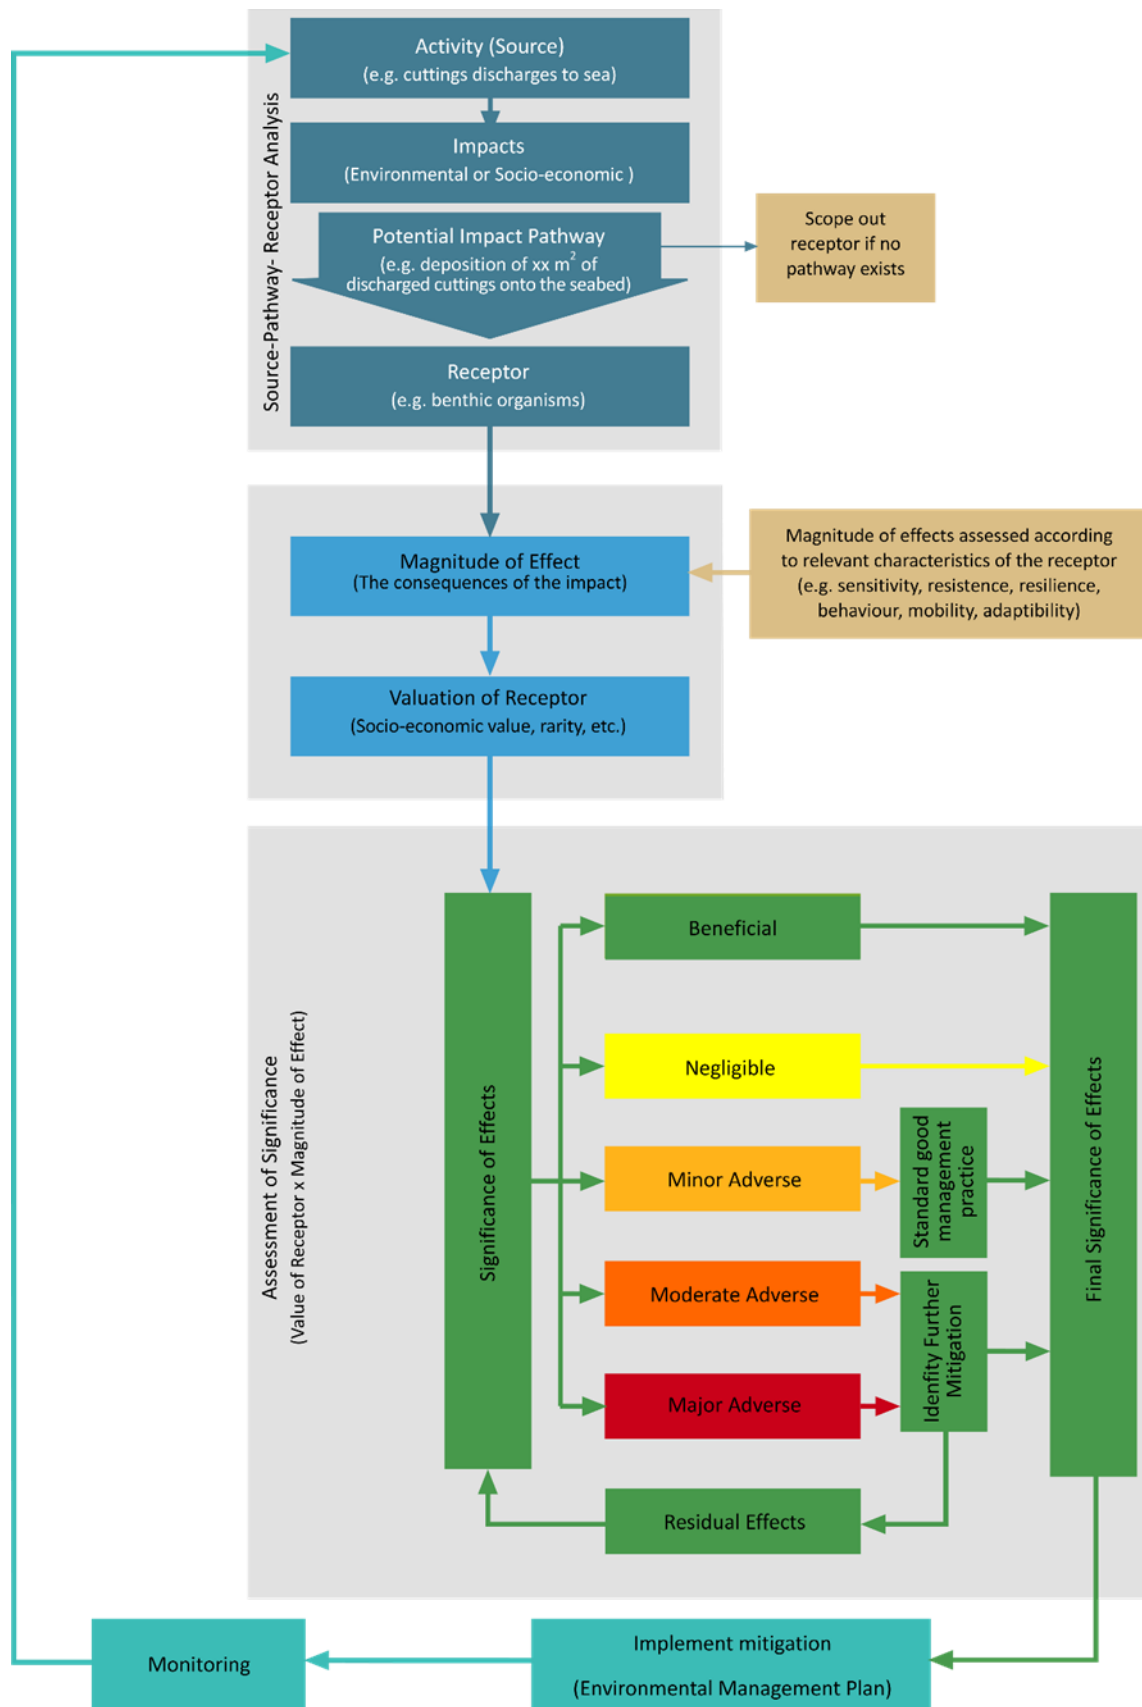 Source-Pathway- Receptor Analysis
Activity (Source)
(e.g. cuttings discharges to sea)
Impacts
(Environmental or Socio-economic )
Potential Impact Pathway
(e.g. deposition of xx m² of
discharged cuttings onto the seabed)
Scope out
receptor if no
pathway exists
Receptor
(e.g. benthic organisms)
Magnitude of Effect
(The consequences of the impact)
Magnitude of effects assessed according
to relevant characteristics of the receptor
(e.g. sensitivity, resistence, resilience,
behaviour, mobility, adaptibility)
Valuation of Receptor
(Socio-economic value, rarity, etc.)
Assessment of Significance
(Value of Receptor x Magnitude of Effect)
Significance of Effects
Beneficial
Negligible
Minor Adverse
Standard good
management
practice
Moderate Adverse
Major Adverse
Idenfity Further
Mitigation
Residual Effects
Final Significance of Effects
Monitoring
Implement mitigation
(Environmental Management Plan)